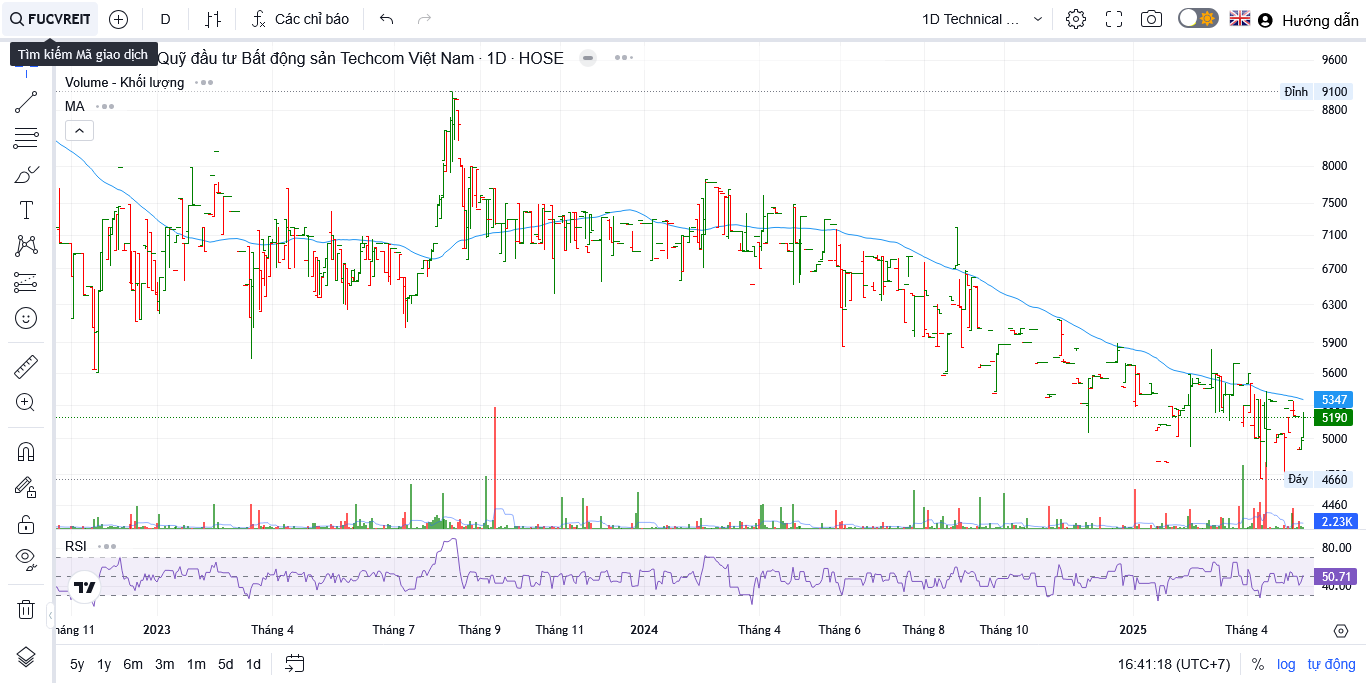 FUCVREIT
D
Các chỉ báo
1D Technical ...
Hướng dẫn
Tìm kiếm Mã giao dịch
Quỹ đầu tư Bất động sản Techcom Việt Nam · 1D · HOSE
Volume - Khối lượng
MA
9600
Đỉnh 9100
8800
8000
7500
7100
6700
6300
5900
5600
5347
5190
5000
Đáy 4660
4460
2.23K
RSI
80.00
50.71
40.00
háng 11
2023
Tháng 4
Tháng 7
Tháng 9
Tháng 11
2024
Tháng 4
Tháng 6
Tháng 8
Tháng 10
2025
Tháng 4
5y 1y 6m 3m 1m 5d 1d
16:41:18 (UTC+7)
%
log
tự động